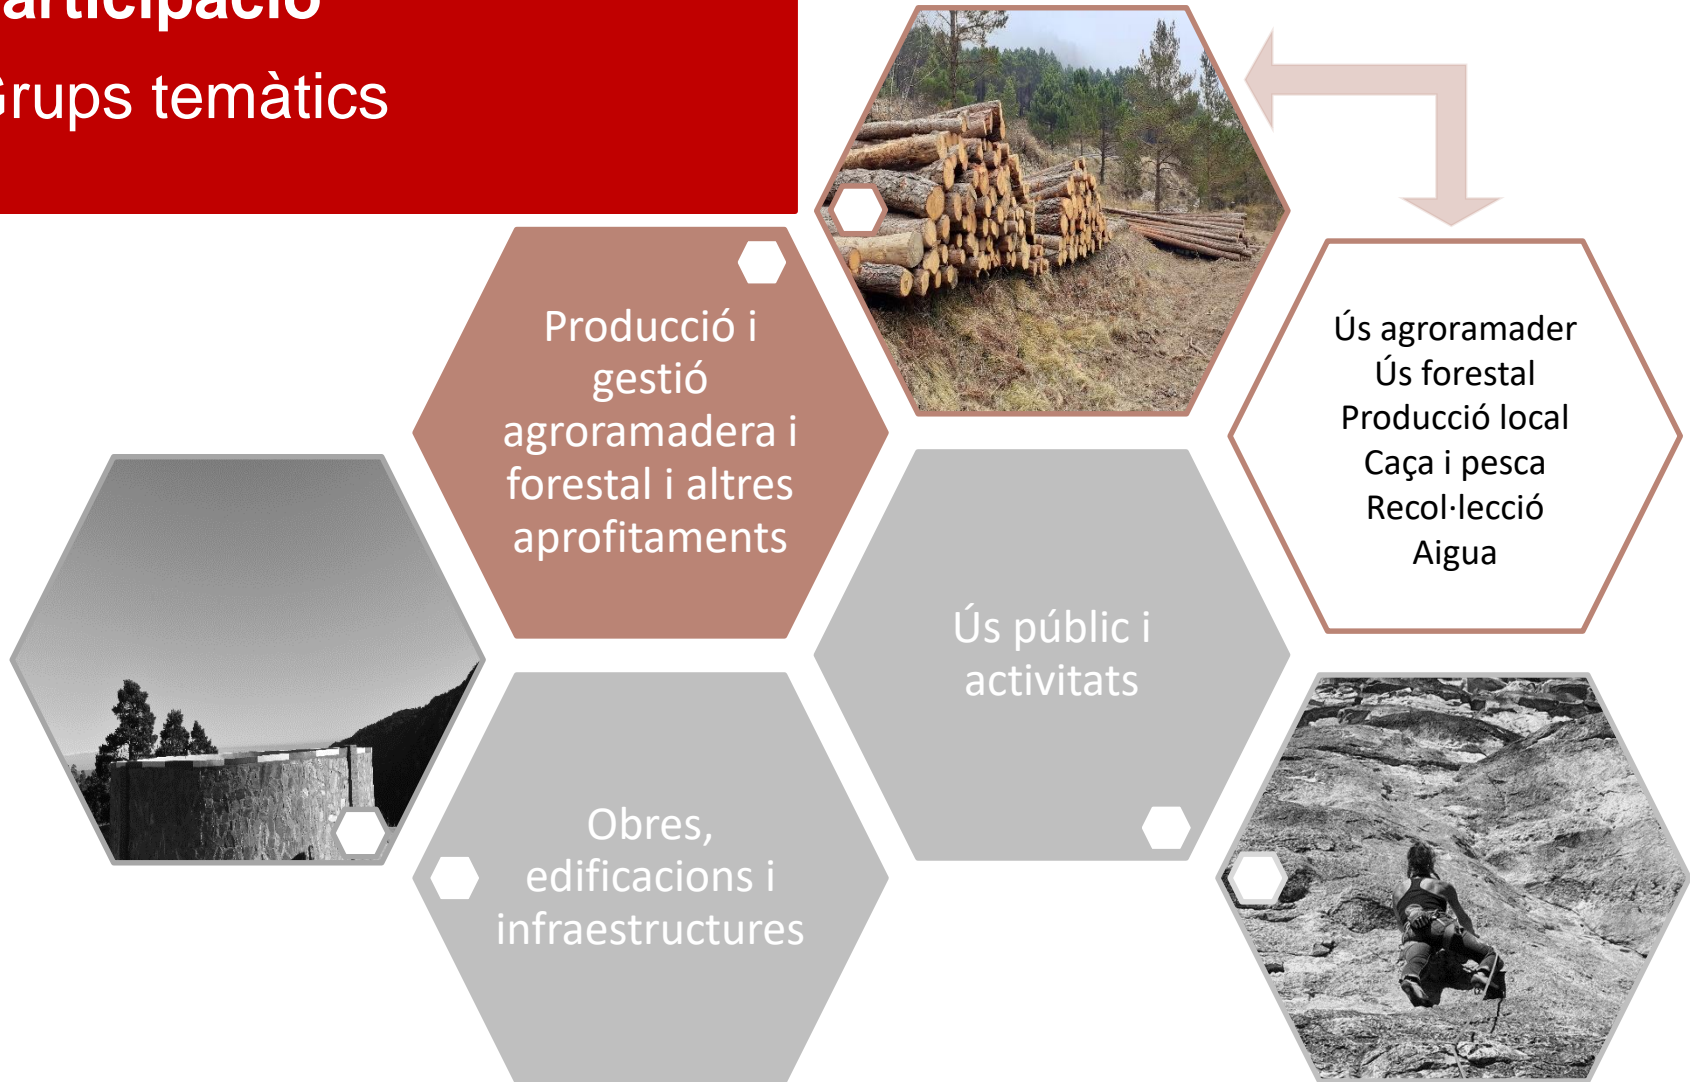 articipació
Grups temàtics
Producció i
gestió
agroramadera i
forestal i altres
aprofitaments
Ús agroramader
Ús forestal
Producció local
Caça i pesca
Recol·lecció
Aigua
Ús públic i
activitats
Obres,
edificacions i
infraestructures